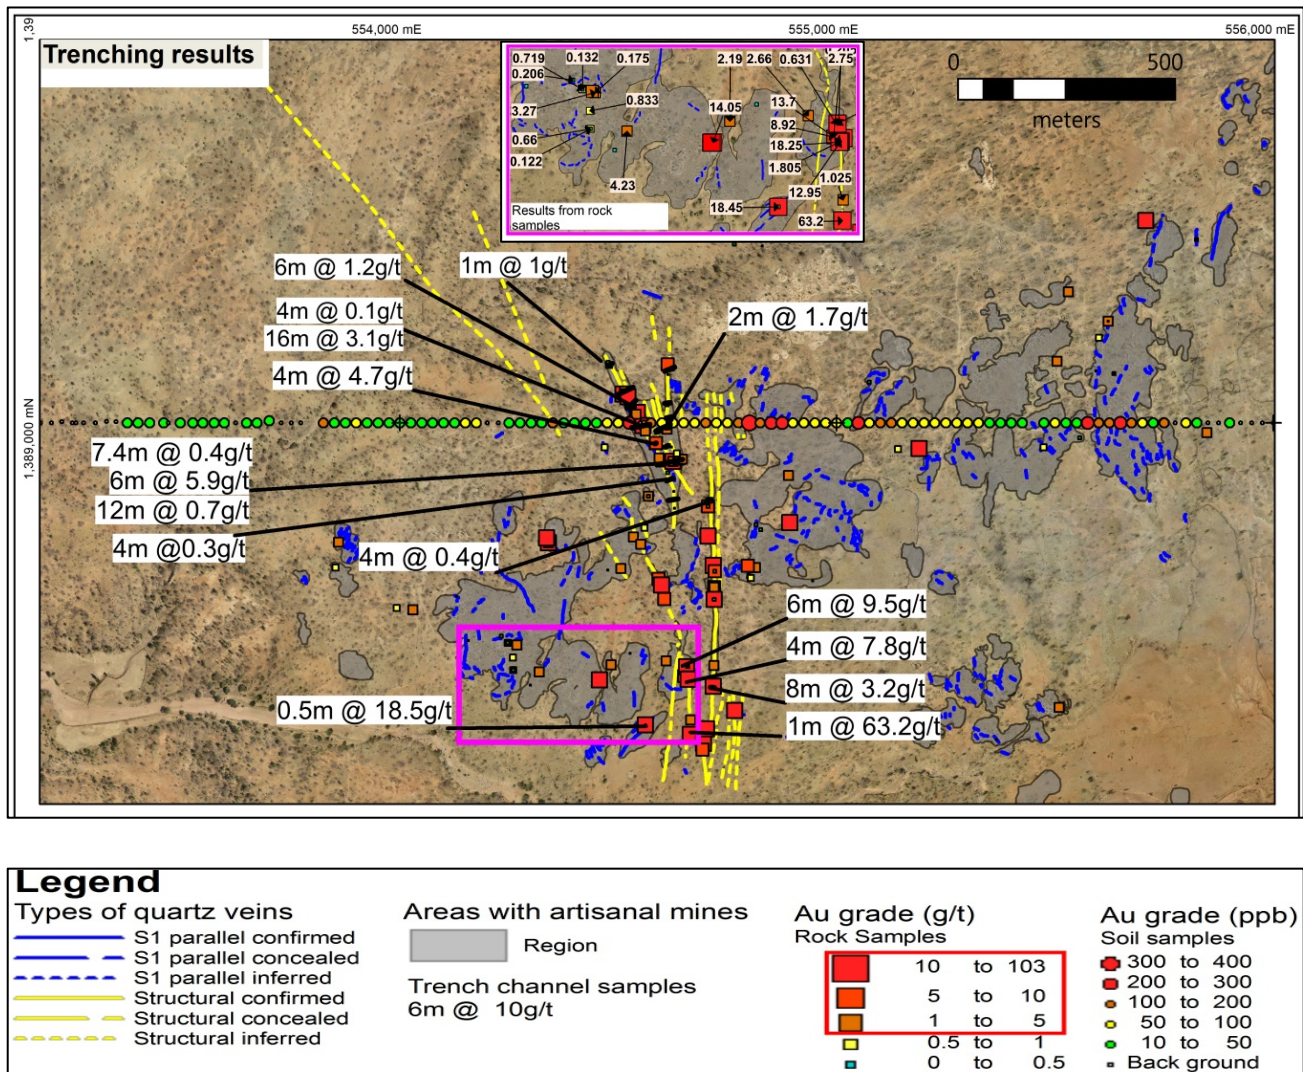 554,000 mE
555,000 mE
556,000 mE
1,39
1,389,000 mN
Trenching results
0
500
meters
0.719
0.132
0.175
2.19
2.66
0.631
2.75
0.206
3.27
0.833
14.05
13.7
8.92
0.66
18.25
0.122
1.805
1.025
4.23
12.95
18.45
63.2
Results from rock
samples
6m @ 1.2g/t
1m @ 1g/t
4m @ 0.1g/t
16m @ 3.1g/t
2m @ 1.7g/t
4m @ 4.7g/t
7.4m @ 0.4g/t
6m @ 5.9g/t
12m @ 0.7g/t
4m @0.3g/t
4m @ 0.4g/t
6m @ 9.5g/t
4m @ 7.8g/t
8m @ 3.2g/t
0.5m @ 18.5g/t
1m @ 63.2g/t
Legend
Types of quartz veins
S1 parallel confirmed
S1 parallel concealed
S1 parallel inferred
Structural confirmed
Structural concealed
Structural inferred
Areas with artisanal mines
Region
Trench channel samples
6m @ 10g/t
Au grade (g/t)
Rock Samples
10 to 103
5 to 10
1 to 5
0.5 to 1
0 to 0.5
Au grade (ppb)
Soil samples
300 to 400
200 to 300
100 to 200
50 to 100
10 to 50
Back ground